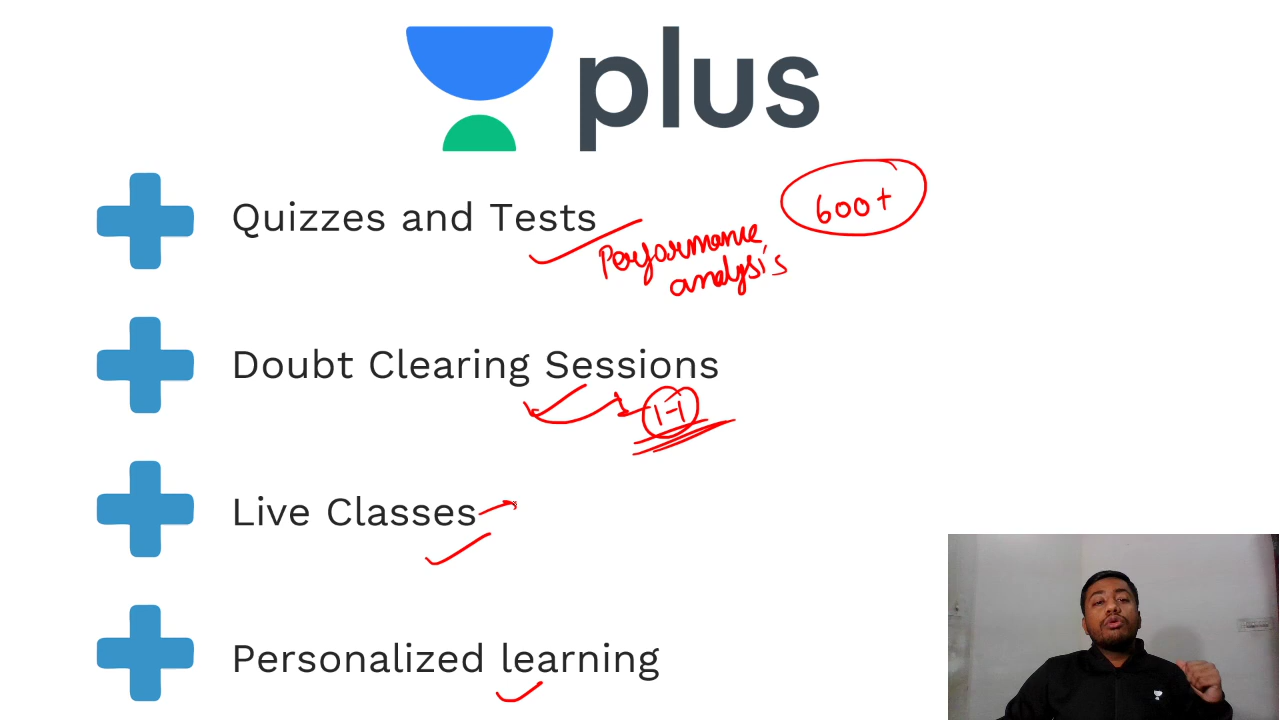 plus
Quizzes and Tests
600+
Performance
analysis
Doubt Clearing Sessions
1-1
Live Classes
Personalized learning